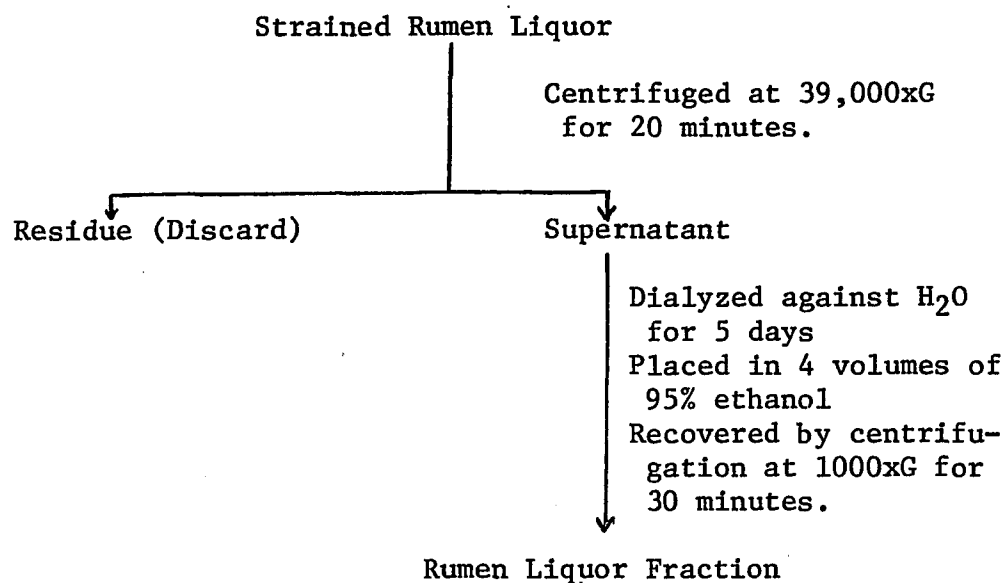 Strained Rumen Liquor
Centrifuged at 39,000xG
for 20 minutes.
Residue (Discard)
Supernatant
Dialyzed against H₂O
for 5 days
Placed in 4 volumes of
95% ethanol
Recovered by centrifu-
gation at 1000xG for
30 minutes.
Rumen Liquor Fraction